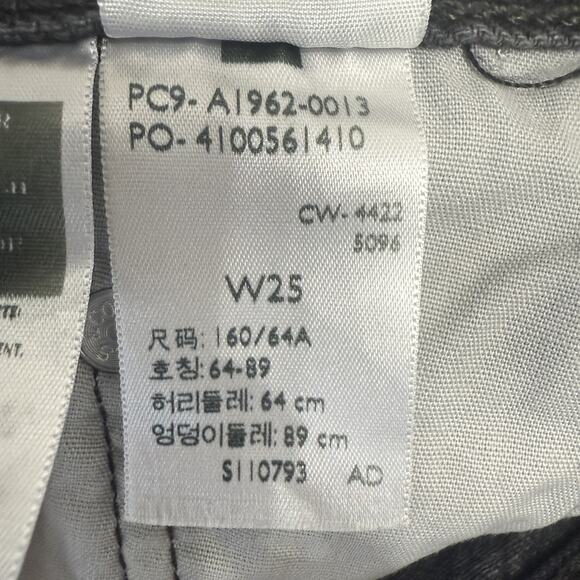 PC9- A1962-0013
PO- 4100561410
CW- 4422
5096
W25
尺码: 160/64A
호칭: 64-89
허리둘레: 64 cm
엉덩이둘레: 89 cm
S110793 AD